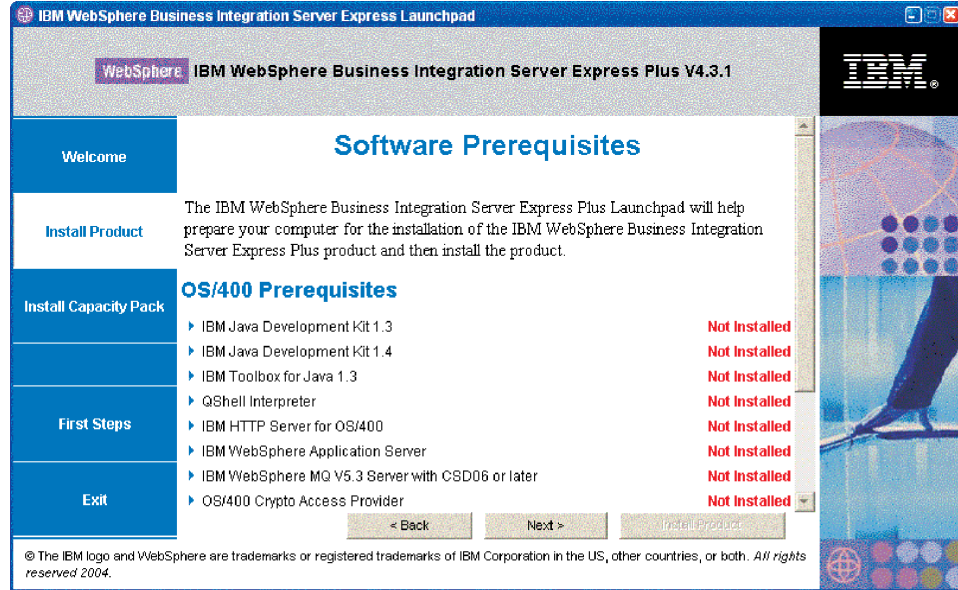 IBM WebSphere Business Integration Server Express Launchpad
WebSphere. IBM WebSphere Business Integration Server Express Plus V4.3.1
IBM®
Welcome
Install Product
Install Capacity Pack
First Steps
Exit
Software Prerequisites
The IBM WebSphere Business Integration Server Express Plus Launchpad will help
prepare your computer for the installation of the IBM WebSphere Business Integration
Server Express Plus product and then install the product.
OS/400 Prerequisites
IBM Java Development Kit 1.3 Not Installed
IBM Java Development Kit 1.4 Not Installed
IBM Toolbox for Java 1.3 Not Installed
QShell Interpreter Not Installed
IBM HTTP Server for OS/400 Not Installed
IBM WebSphere Application Server Not Installed
IBM WebSphere MQ V5.3 Server with CSD06 or later Not Installed
OS/400 Crypto Access Provider Not Installed
< Back Next > Install Product
© The IBM logo and WebSphere are trademarks or registered trademarks of IBM Corporation in the US, other countries, or both. All rights
reserved 2004.